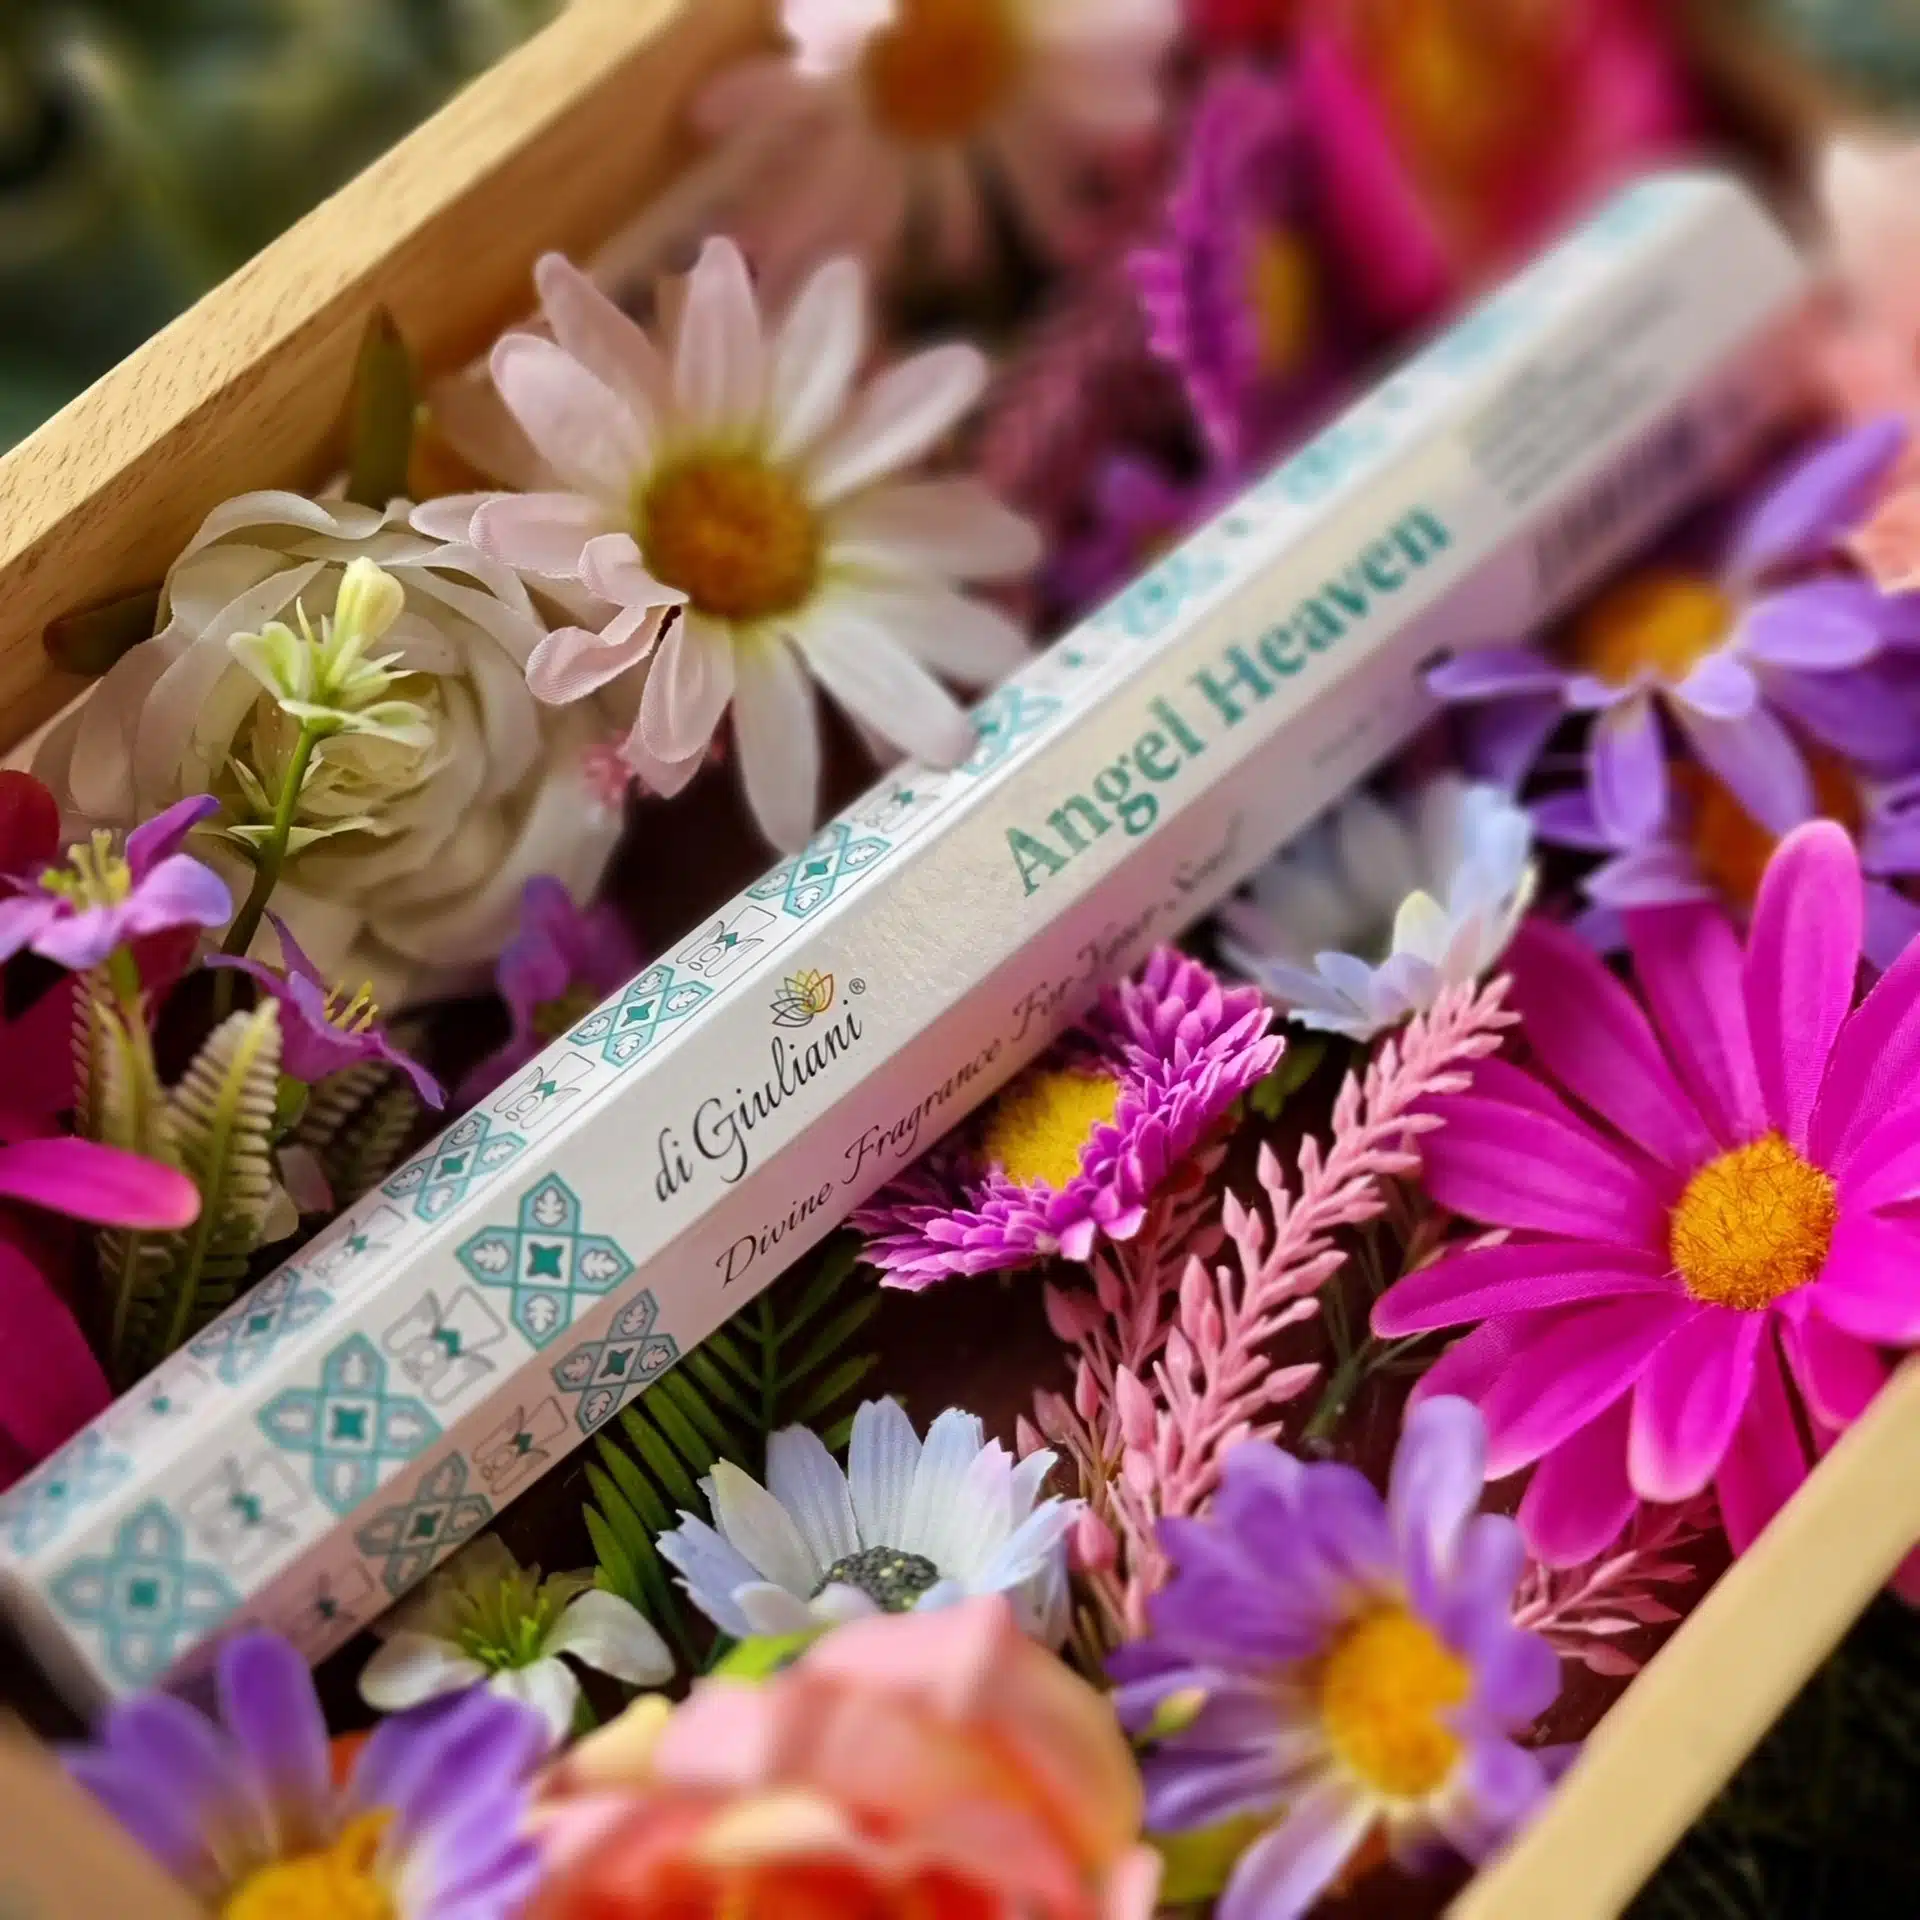 di Giuliani®
Angel Heaven
Divine Fragrance For Your Soul